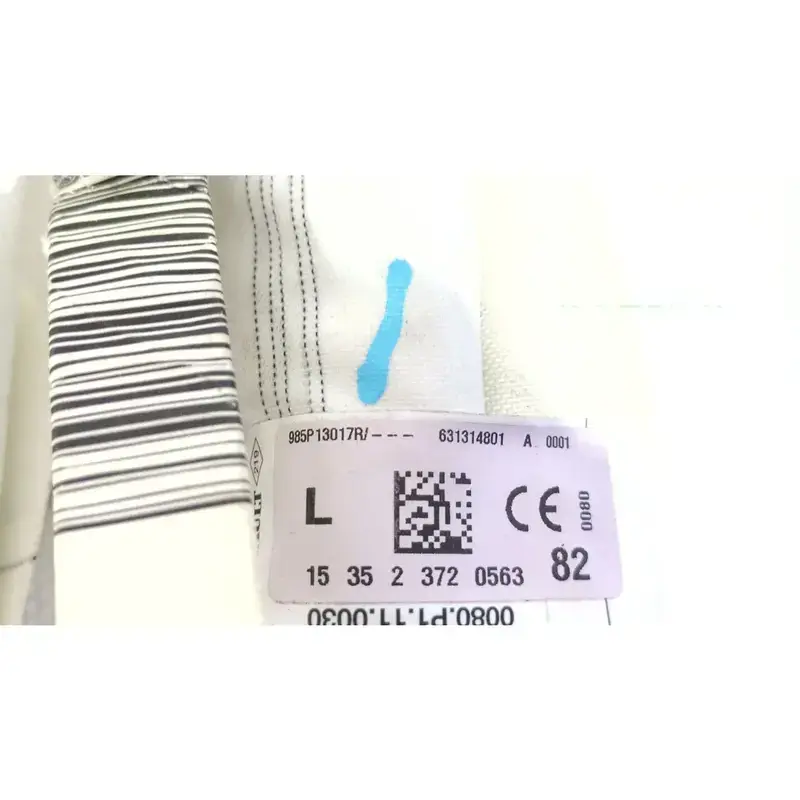 985P13017R/--- 631314801 A 0001
L CE 0080
15 35 2 372 0563 82
0080.P1.11.0030